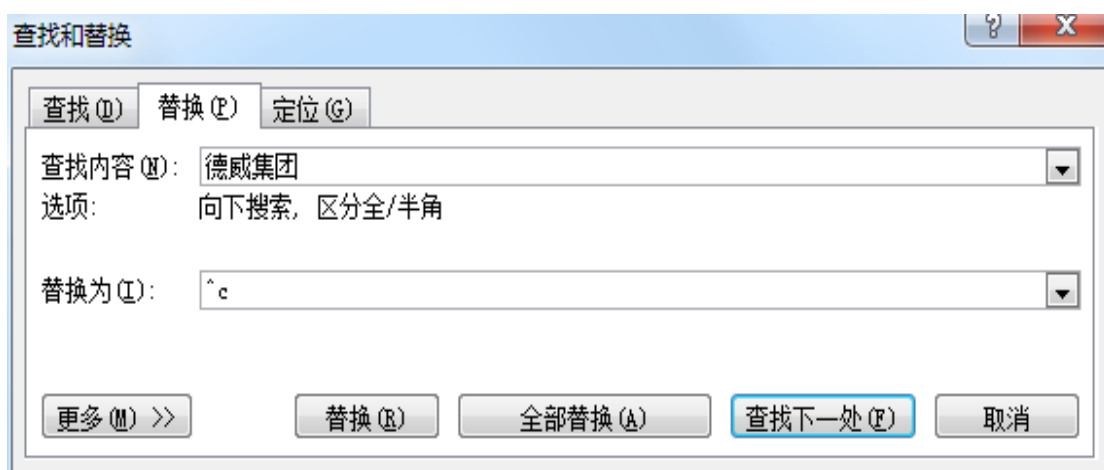 查找和替换
? X
查找(D) 替换(P) 定位(G)
查找内容(N): 德威集团
选项: 向下搜索, 区分全/半角
替换为(I): ^c
更多(M) >> 替换(R) 全部替换(A) 查找下一处(F) 取消